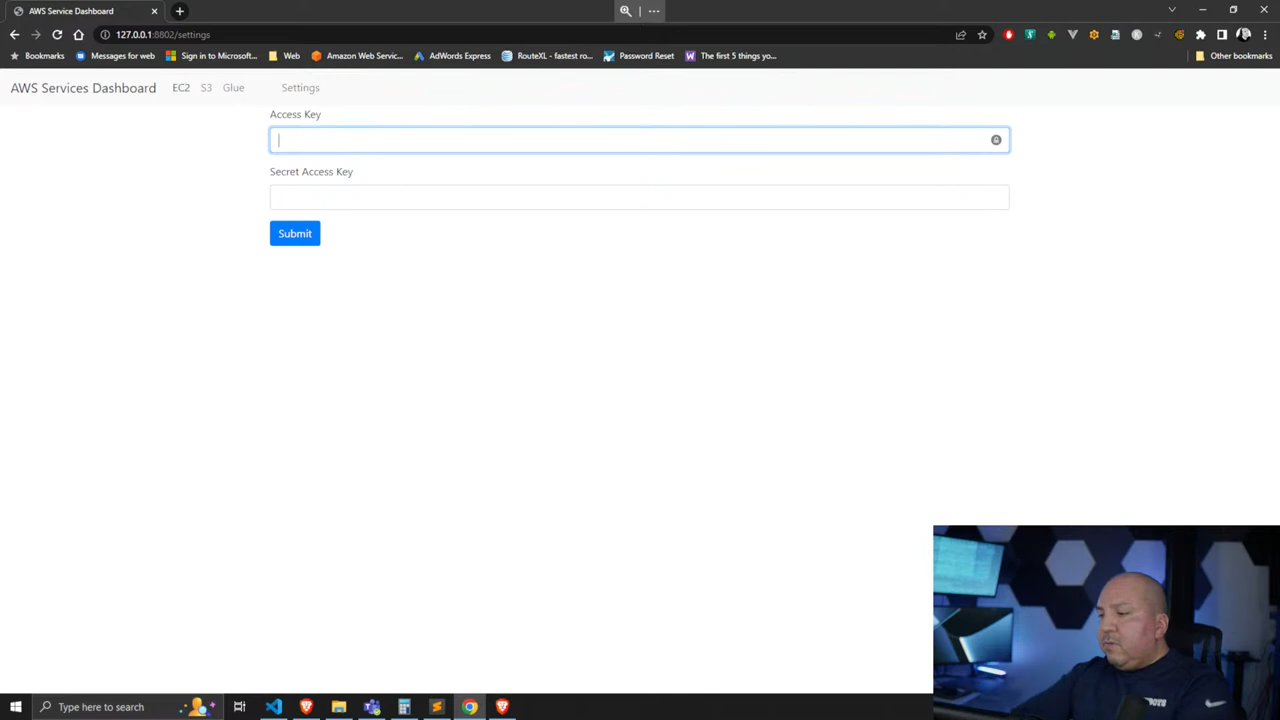 AWS Service Dashboard
127.0.0.1:8802/settings
Bookmarks
Messages for web
Sign in to Microsoft...
Web
Amazon Web Servic...
AdWords Express
RouteXL - fastest ro...
Password Reset
The first 5 things yo...
Other bookmarks
AWS Services Dashboard
EC2
S3
Glue
Settings
Access Key
Secret Access Key
Submit
Type here to search